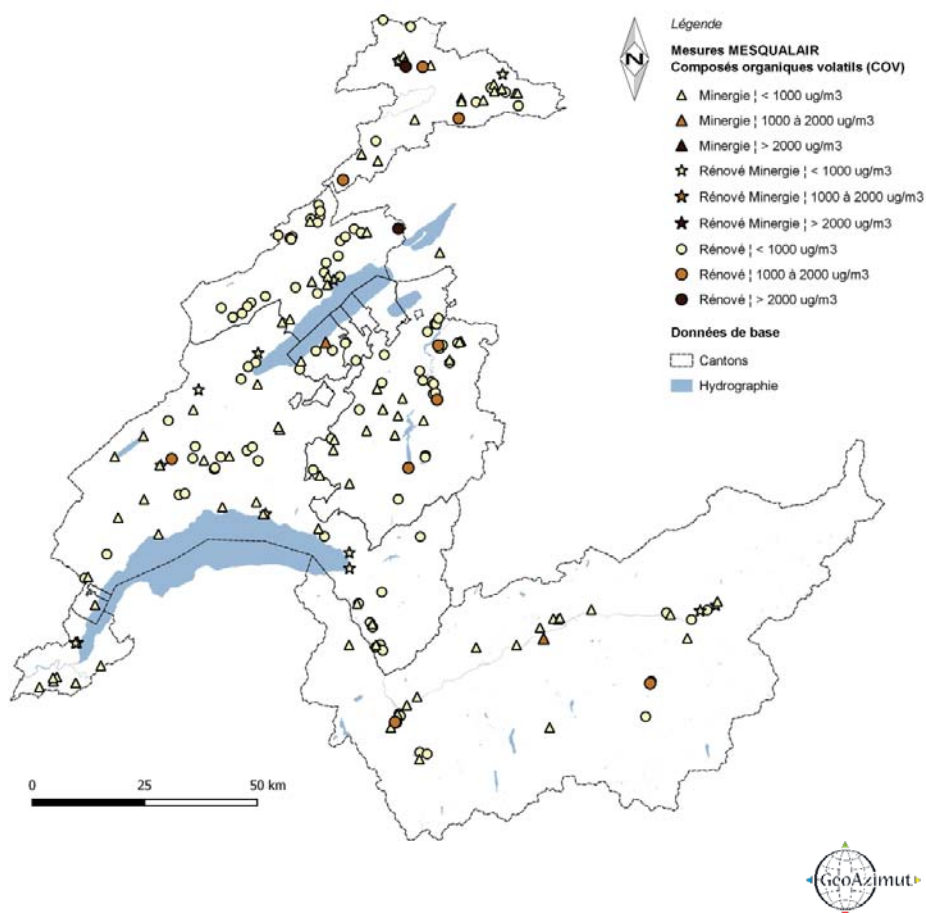 Légende
Mesures MESQUALAIR
Composés organiques volatils (COV)
Minergie ¦ < 1000 ug/m3
Minergie ¦ 1000 à 2000 ug/m3
Minergie ¦ > 2000 ug/m3
Rénové Minergie ¦ < 1000 ug/m3
Rénové Minergie ¦ 1000 à 2000 ug/m3
Rénové Minergie ¦ > 2000 ug/m3
Rénové ¦ < 1000 ug/m3
Rénové ¦ 1000 à 2000 ug/m3
Rénové ¦ > 2000 ug/m3
Données de base
Cantons
Hydrographie
N
0 25 50 km
GeoAzimut